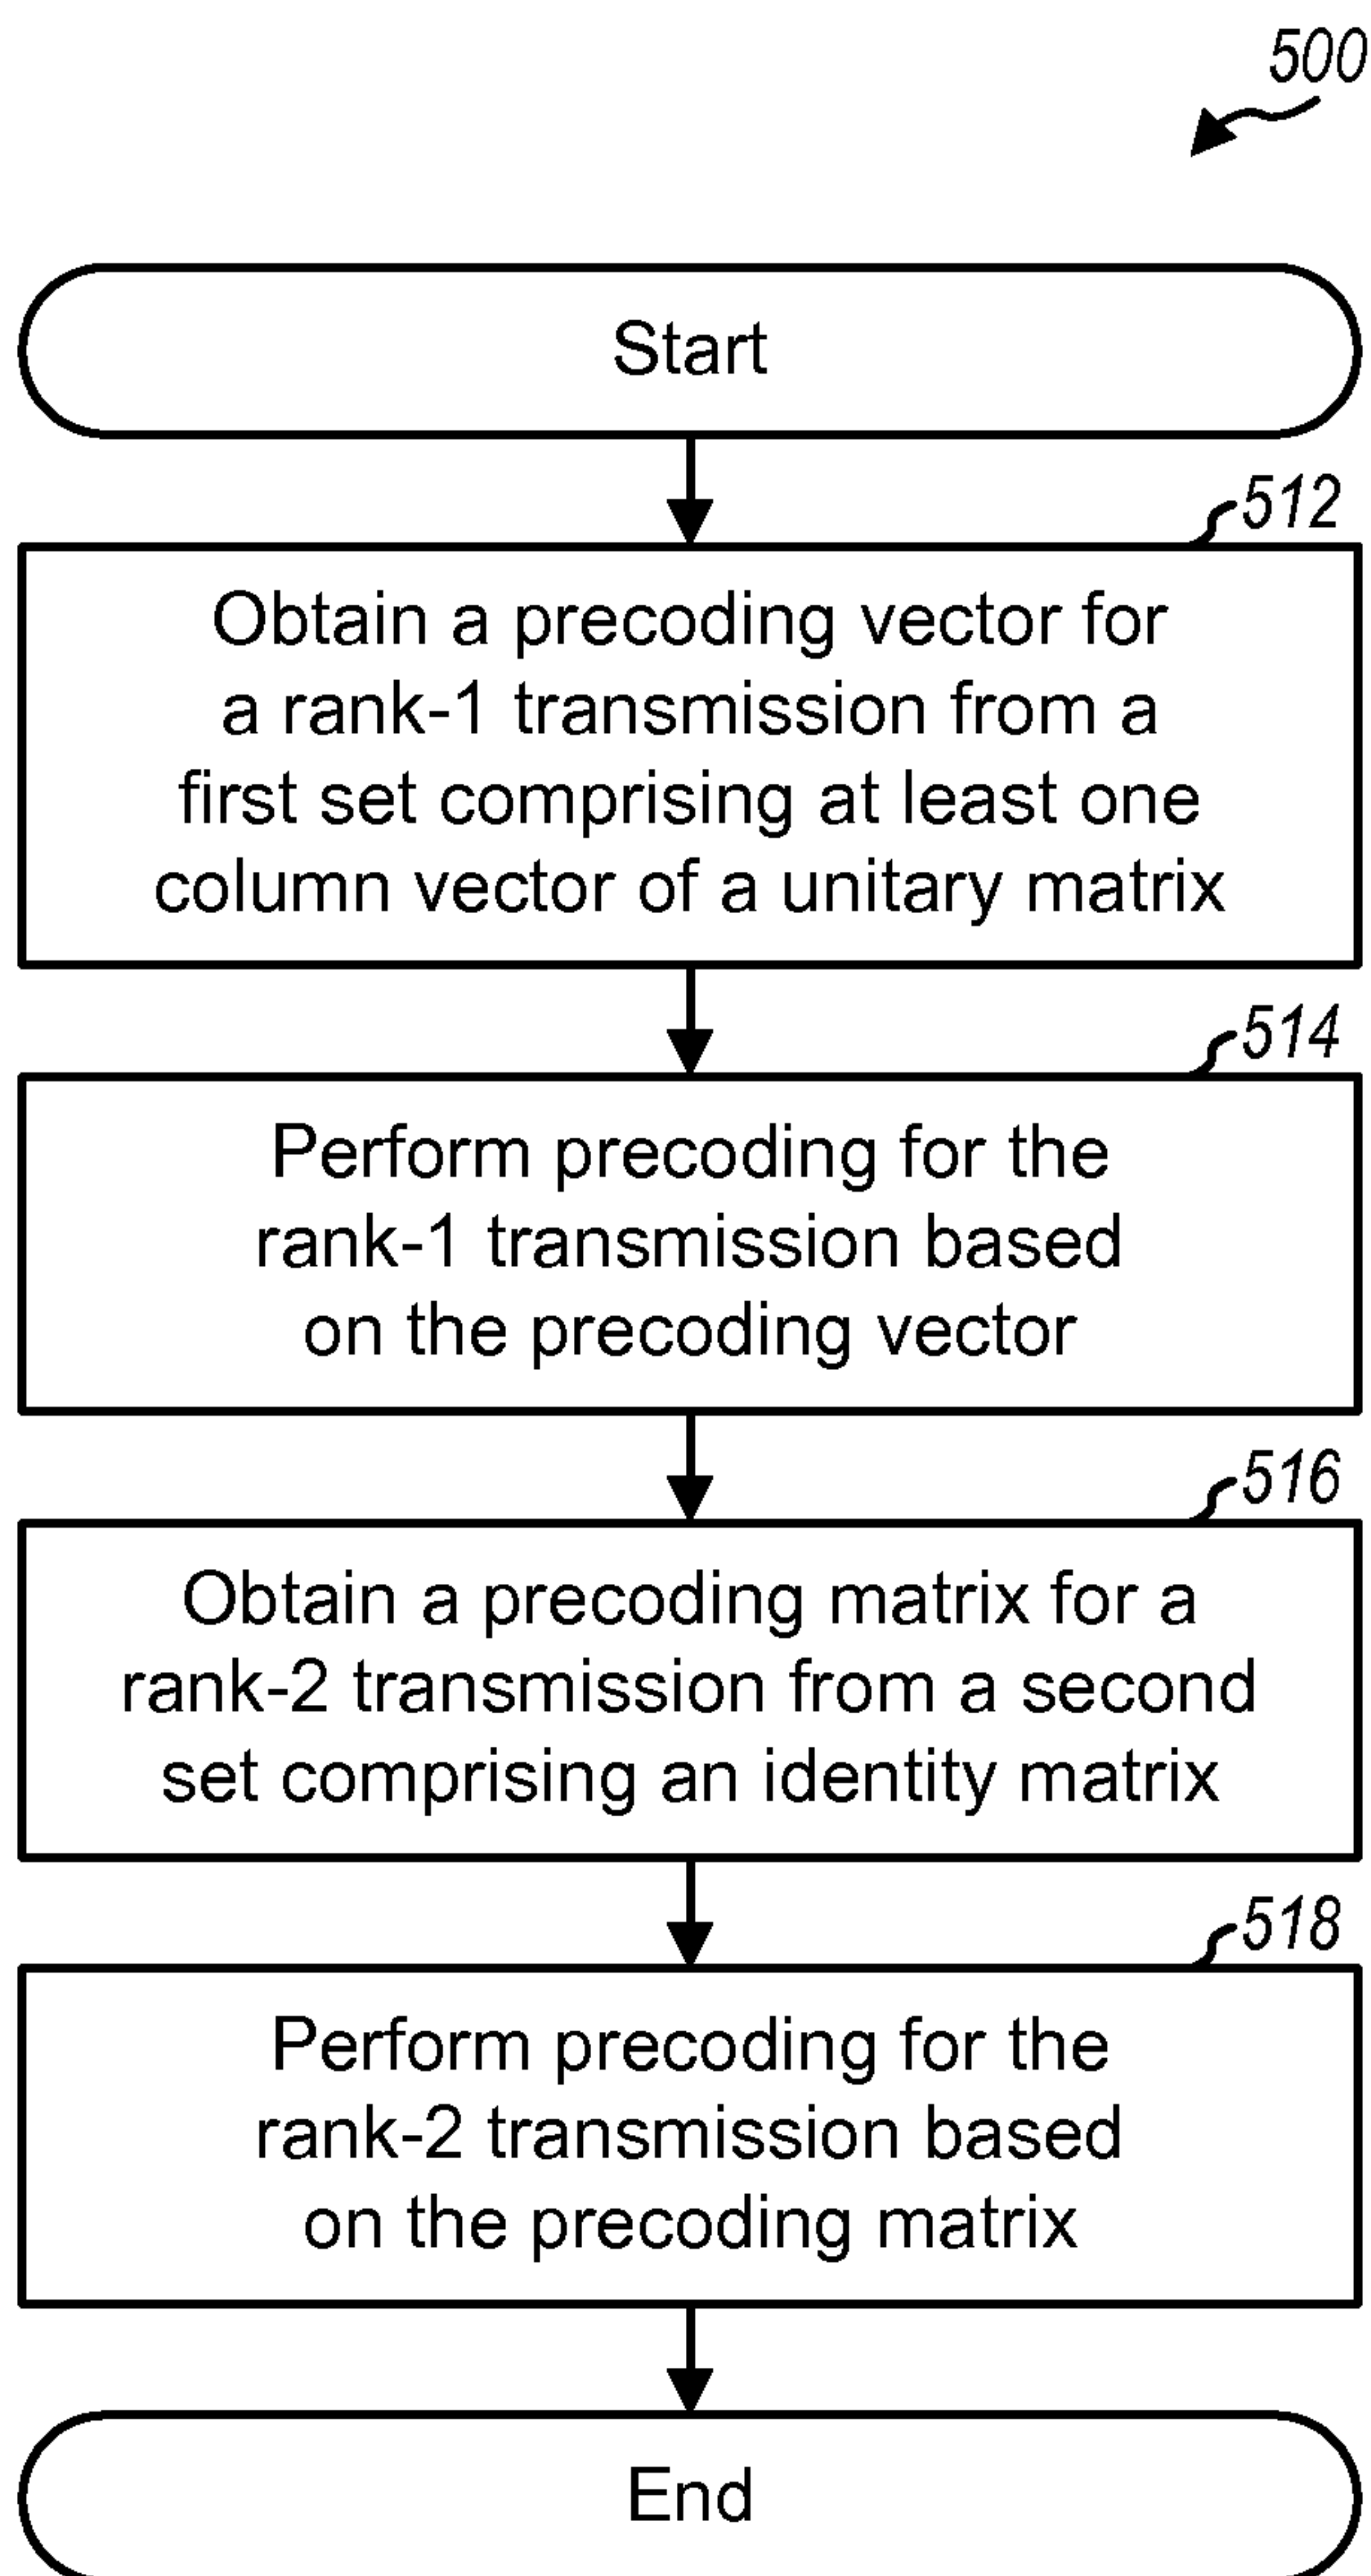 500
Start
512
Obtain a precoding vector for
a rank-1 transmission from a
first set comprising at least one
column vector of a unitary matrix
514
Perform precoding for the
rank-1 transmission based
on the precoding vector
516
Obtain a precoding matrix for a
rank-2 transmission from a second
set comprising an identity matrix
518
Perform precoding for the
rank-2 transmission based
on the precoding matrix
End